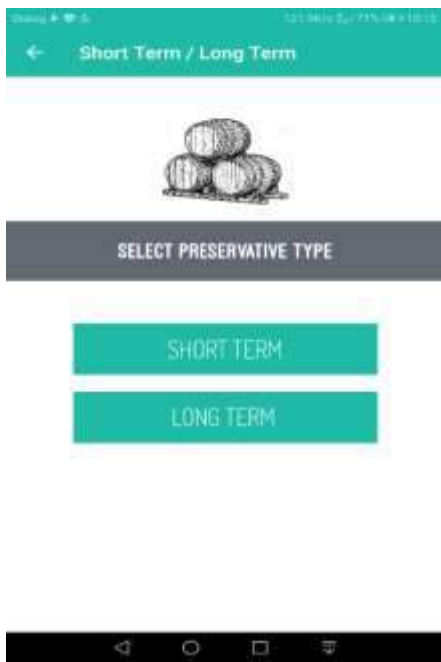 Short Term / Long Term
SELECT PRESERVATIVE TYPE
SHORT TERM
LONG TERM